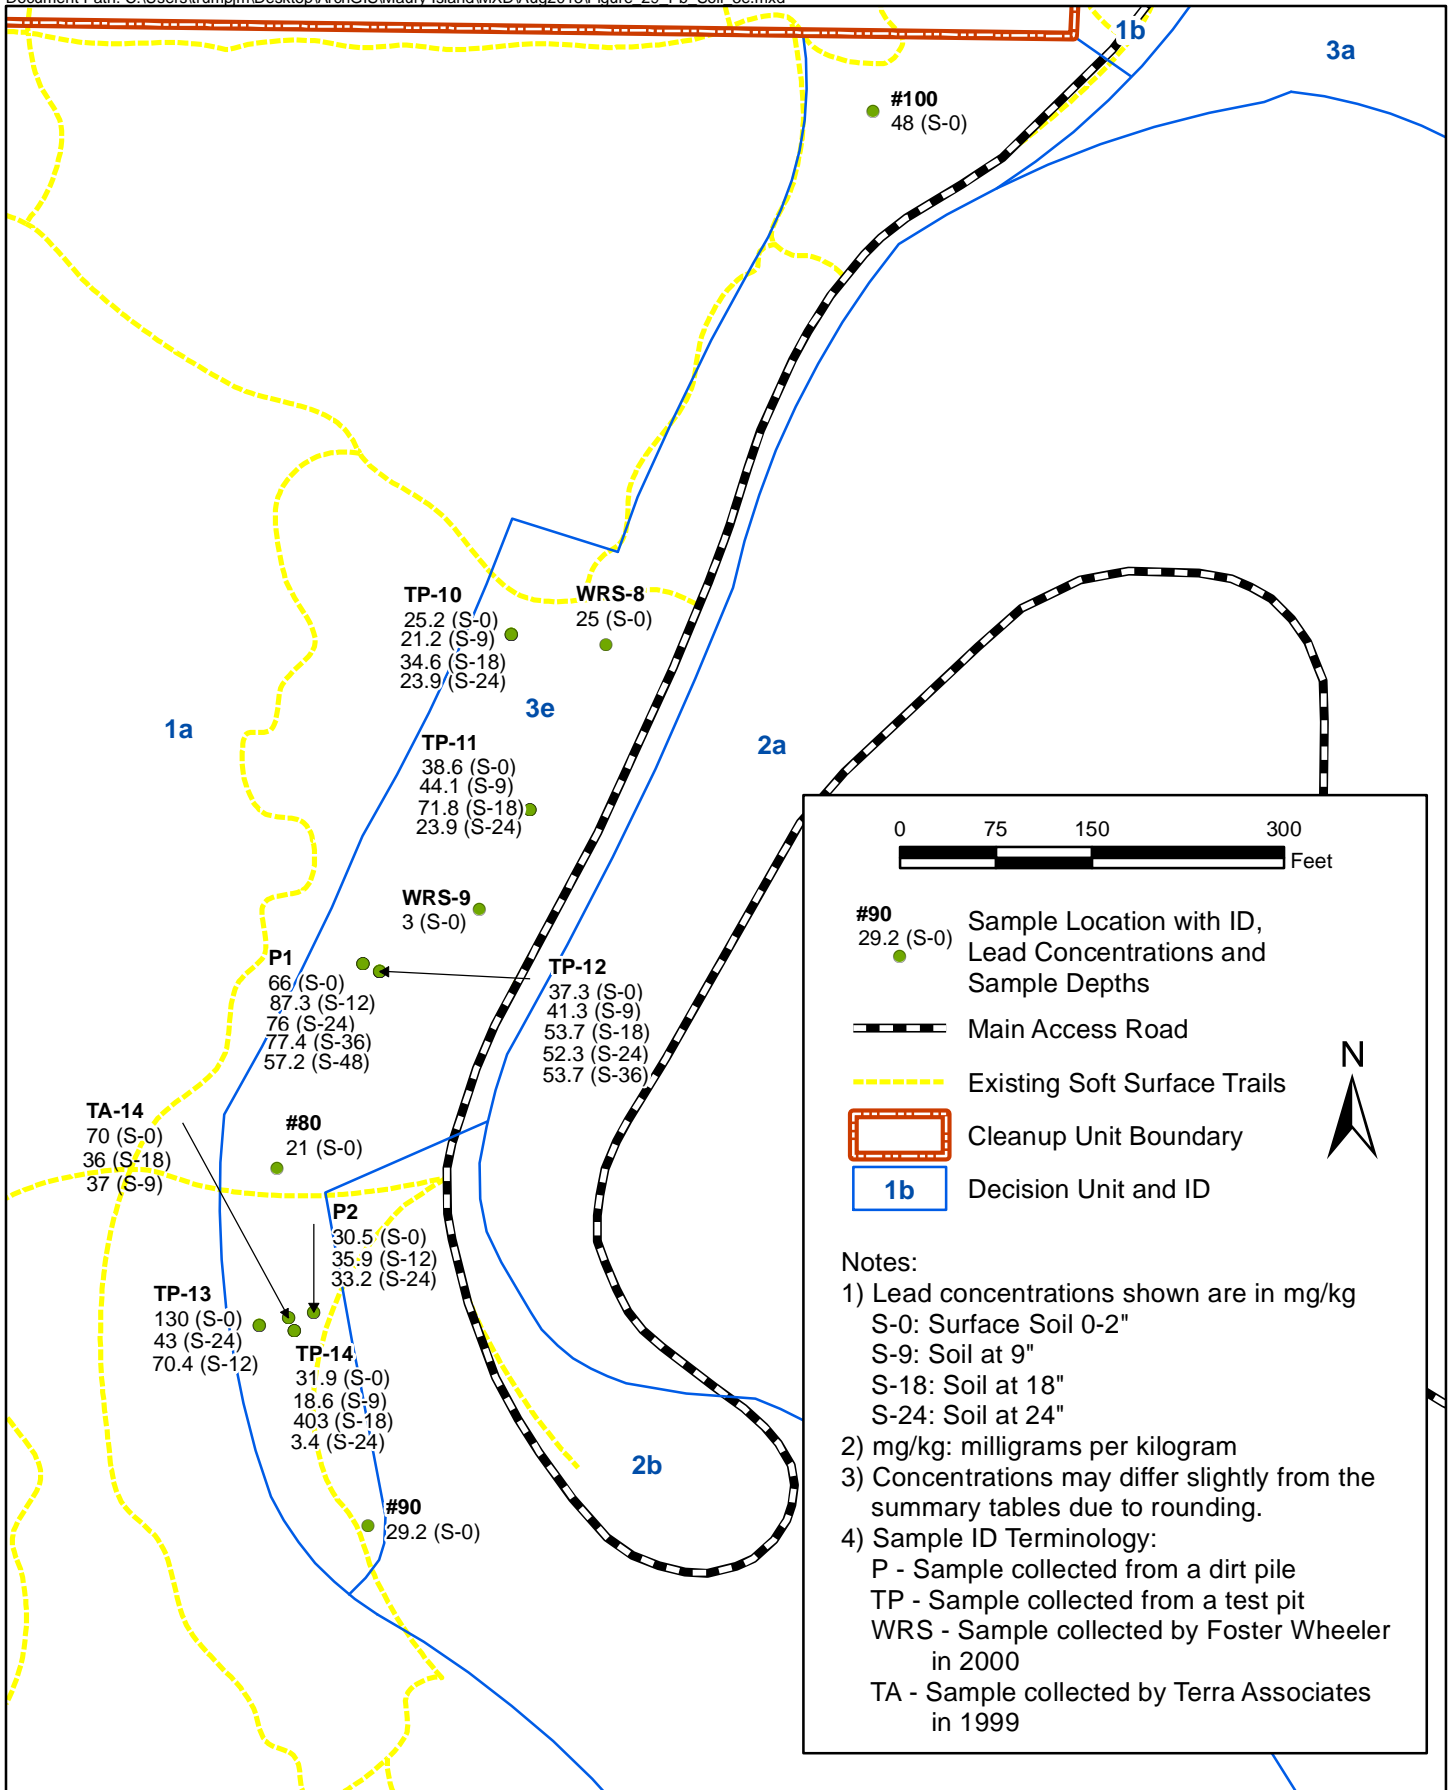 1b
3a
#100
48 (S-0)
TP-10
25.2 (S-0)
21.2 (S-9)
34.6 (S-18)
23.9 (S-24)
WRS-8
25 (S-0)
3e
1a
2a
TP-11
38.6 (S-0)
44.1 (S-9)
71.8 (S-18)
23.9 (S-24)
WRS-9
3 (S-0)
P1
66 (S-0)
87.3 (S-12)
76 (S-24)
77.4 (S-36)
57.2 (S-48)
TP-12
37.3 (S-0)
41.3 (S-9)
53.7 (S-18)
52.3 (S-24)
53.7 (S-36)
TA-14
70 (S-0)
36 (S-18)
37 (S-9)
#80
21 (S-0)
P2
30.5 (S-0)
35.9 (S-12)
33.2 (S-24)
TP-13
130 (S-0)
43 (S-24)
70.4 (S-12)
TP-14
31.9 (S-0)
18.6 (S-9)
403 (S-18)
3.4 (S-24)
#90
29.2 (S-0)
2b
0 75 150 300
Feet
#90
29.2 (S-0)
Sample Location with ID,
Lead Concentrations and
Sample Depths
Main Access Road
N
Existing Soft Surface Trails
Cleanup Unit Boundary
1b Decision Unit and ID
Notes:
1) Lead concentrations shown are in mg/kg
S-0: Surface Soil 0-2"
S-9: Soil at 9"
S-18: Soil at 18"
S-24: Soil at 24"
2) mg/kg: milligrams per kilogram
3) Concentrations may differ slightly from the
summary tables due to rounding.
4) Sample ID Terminology:
P - Sample collected from a dirt pile
TP - Sample collected from a test pit
WRS - Sample collected by Foster Wheeler
in 2000
TA - Sample collected by Terra Associates
in 1999